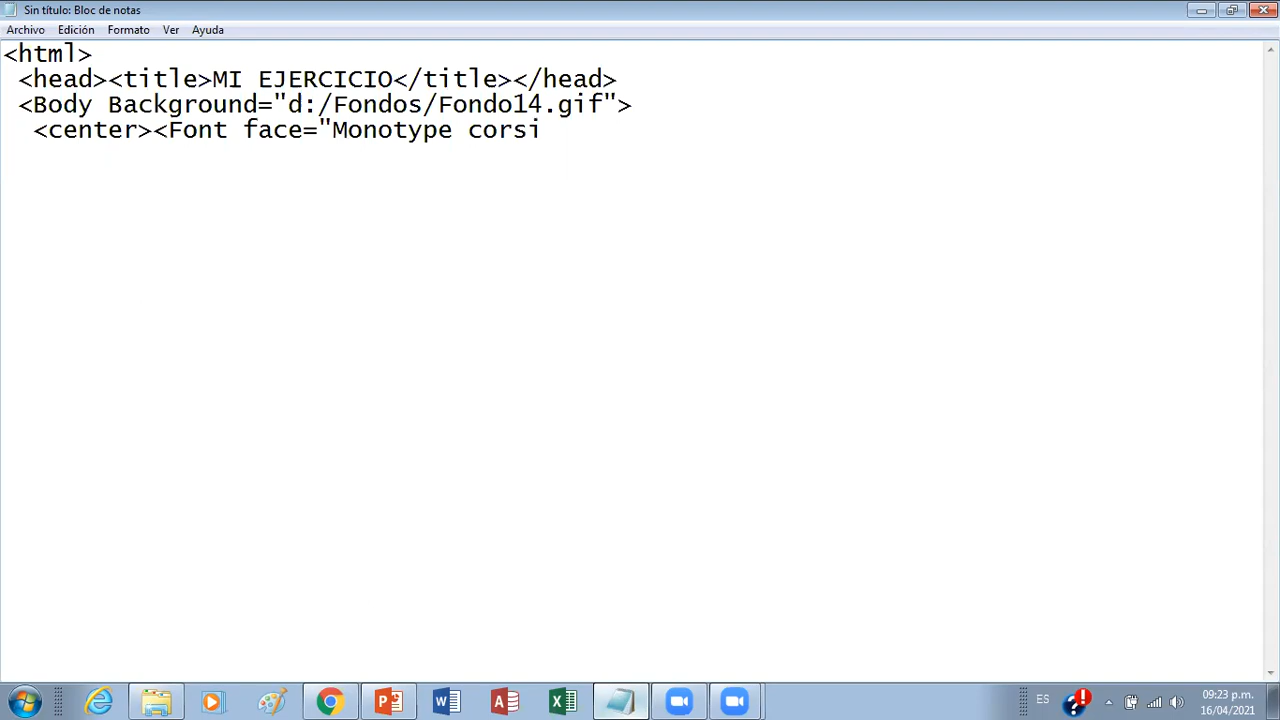 Sin título: Bloc de notas
Archivo Edición Formato Ver Ayuda
<html>
<head><title>MI EJERCICIO</title></head>
<Body Background="d:/Fondos/Fondo14.gif">
<center><Font face="Monotype corsi
ES
09:23 p.m.
16/04/2021